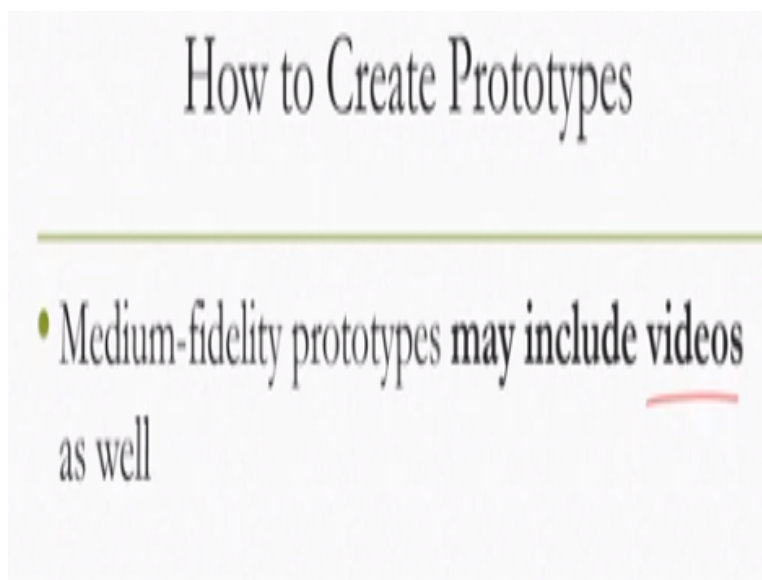 How to Create Prototypes
• Medium-fidelity prototypes may include videos
as well